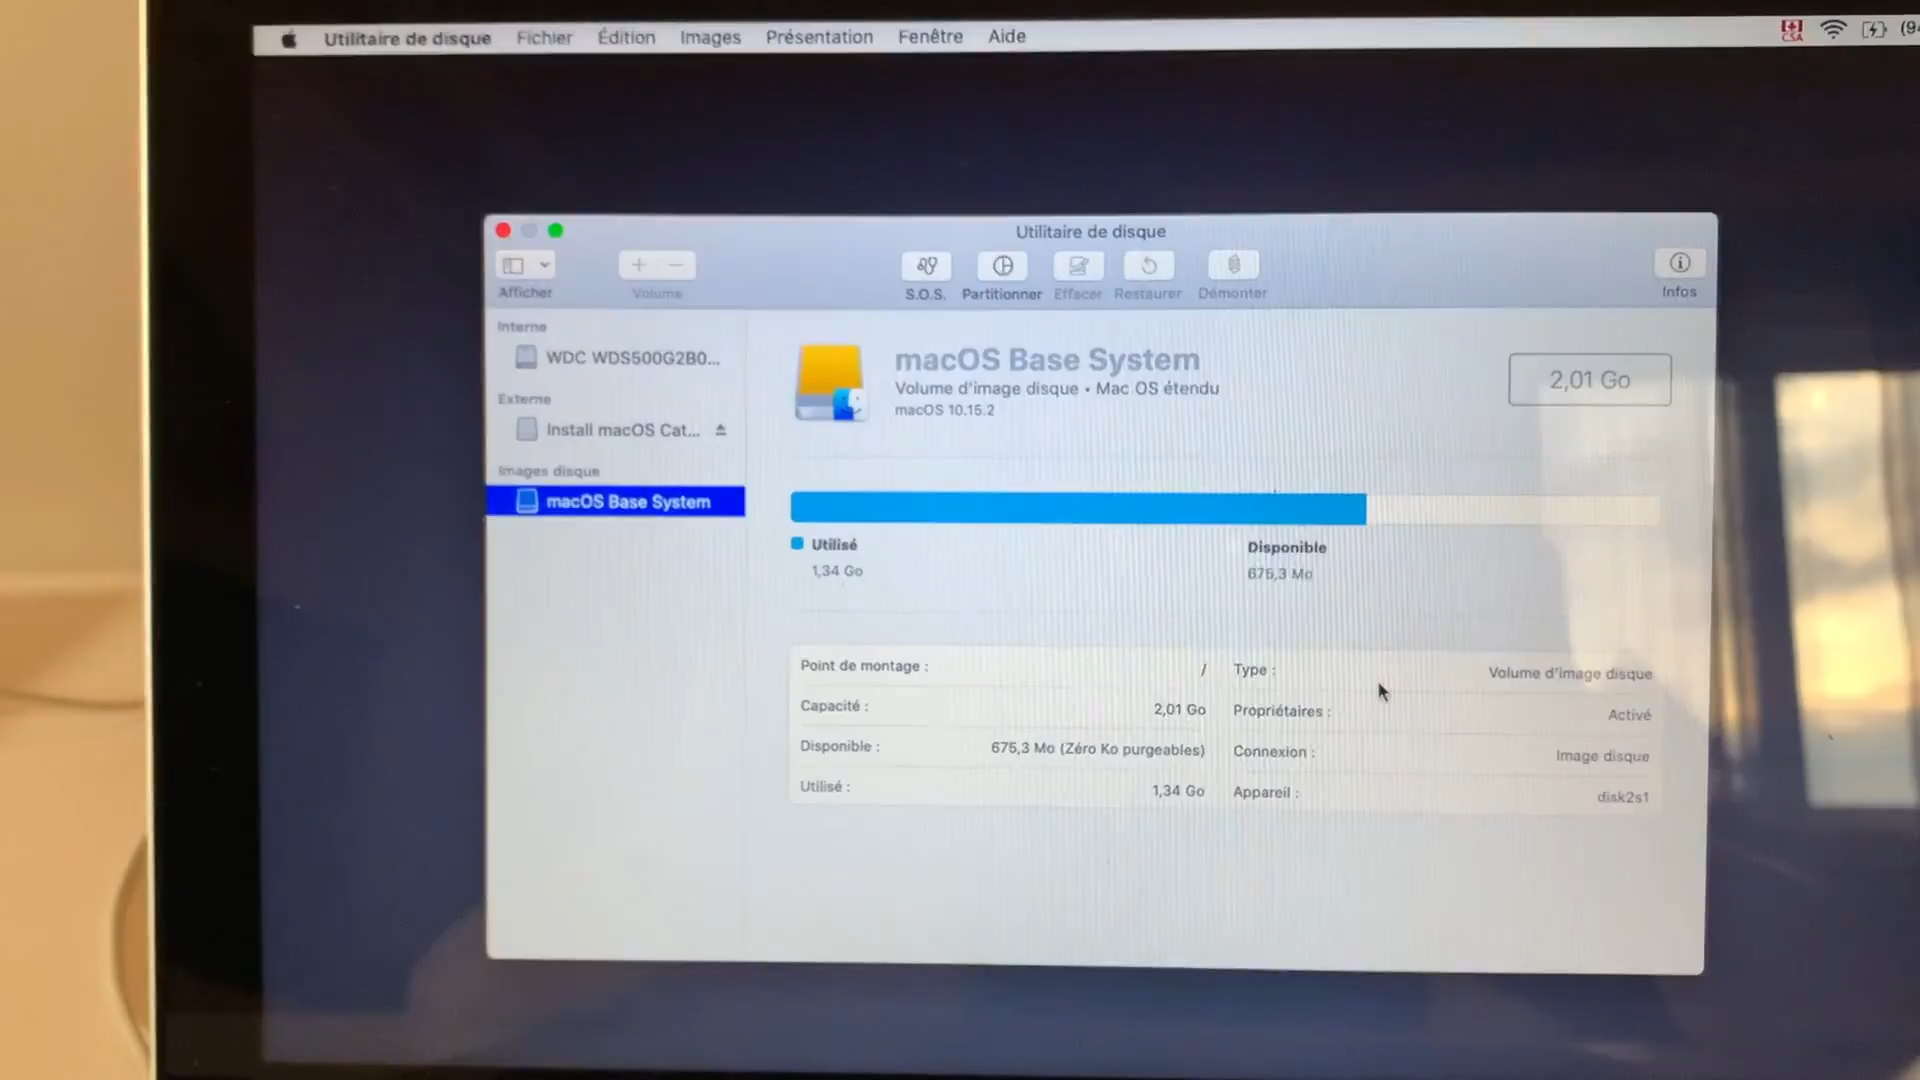 Utilitaire de disque Fichier Édition Images Présentation Fenêtre Aide
CSA
Utilitaire de disque
Afficher Volume S.O.S. Partitionner Effacer Restaurer Démonter Infos
Interne
WDC WDS500G2B0...
Externe
Install macOS Cat...
Images disque
macOS Base System
macOS Base System
Volume d'image disque • Mac OS étendu
macOS 10.15.2
2,01 Go
Utilisé
1,34 Go
Disponible
675,3 Mo
Point de montage : /
Capacité : 2,01 Go
Disponible : 675,3 Mo (Zéro Ko purgeables)
Utilisé : 1,34 Go
Type : Volume d'image disque
Propriétaires : Activé
Connexion : Image disque
Appareil : disk2s1